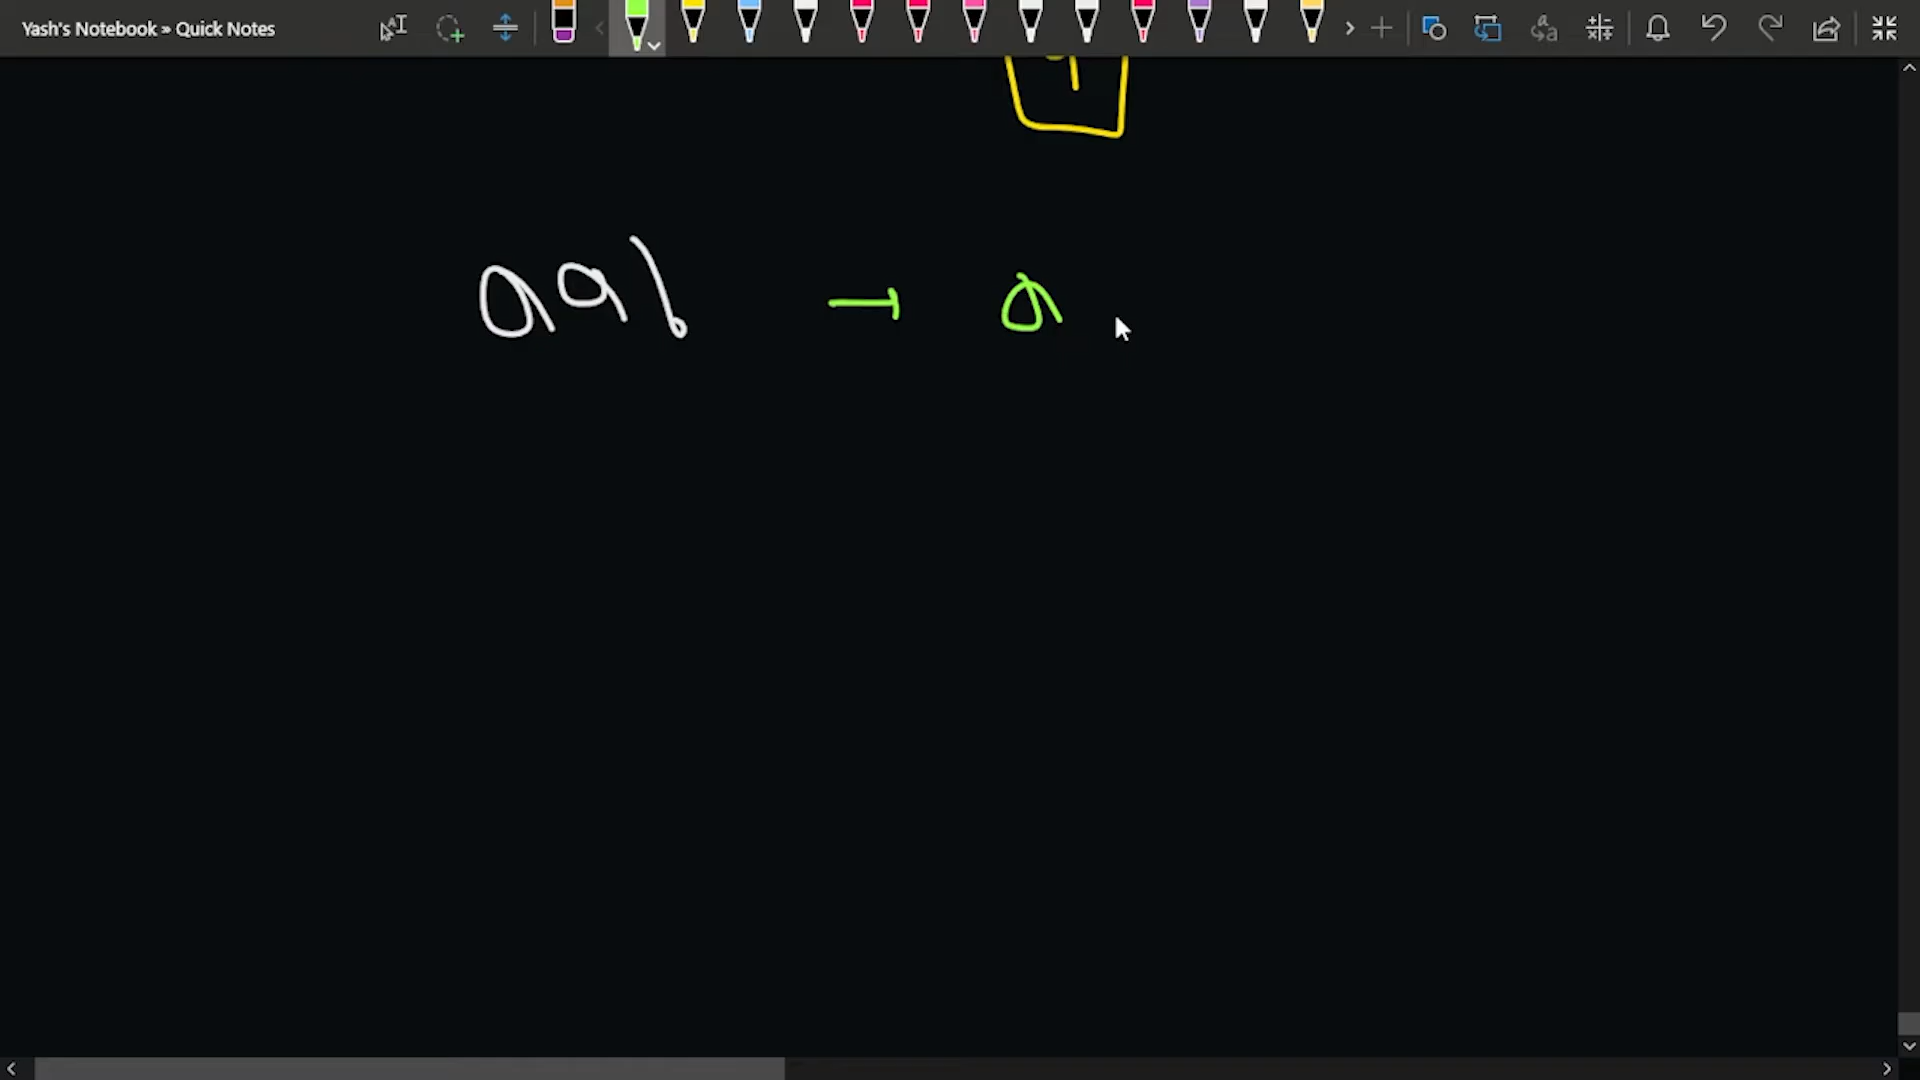 Yash's Notebook » Quick Notes
aab → a